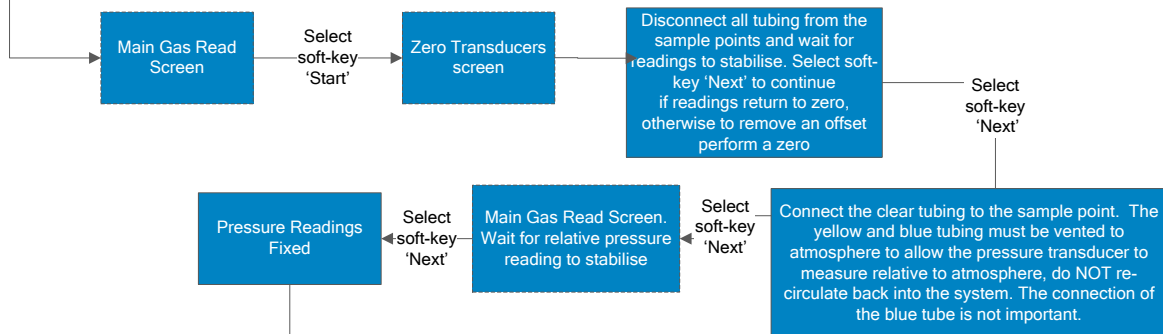 Main Gas Read
Screen
Select
soft-key
‘Start’
Zero Transducers
screen
Disconnect all tubing from the
sample points and wait for
readings to stabilise. Select soft-
key ‘Next’ to continue
if readings return to zero,
otherwise to remove an offset
perform a zero
Select
soft-key
‘Next’
Connect the clear tubing to the sample point.  The
yellow and blue tubing must be vented to
atmosphere to allow the pressure transducer to
measure relative to atmosphere, do NOT re-
circulate back into the system. The connection of
the blue tube is not important.
Select
soft-key
‘Next’
Main Gas Read Screen.
Wait for relative pressure
reading to stabilise
Select
soft-key
‘Next’
Pressure Readings
Fixed